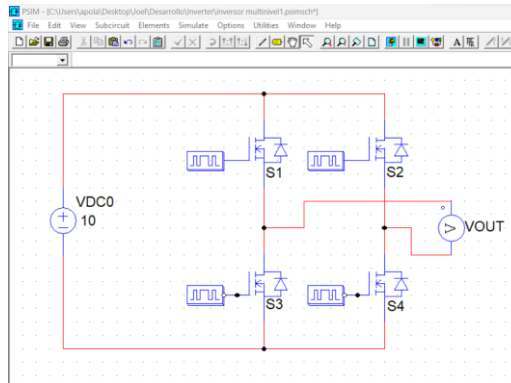 PSIM - [C:\Users\apola\Desktop\Joel\Desarrollo\Inverter\inversor multinivel1.psimsch*]
File Edit View Subcircuit Elements Simulate Options Utilities Window Help
S1
S2
VDC0
10
VOUT
S3
S4